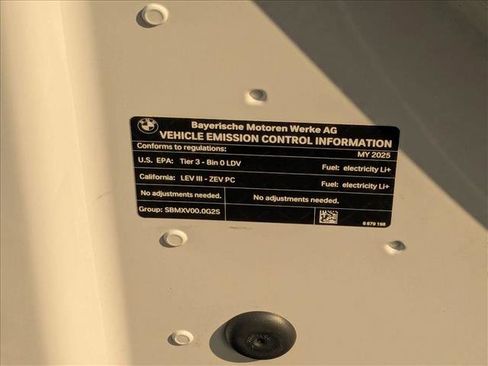 Bayerische Motoren Werke AG
VEHICLE EMISSION CONTROL INFORMATION
Conforms to regulations: MY 2025
U.S. EPA: Tier 3 - Bin 0 LDV Fuel: electricity Li+
California: LEV III - ZEV PC Fuel: electricity Li+
No adjustments needed. No adjustments needed.
Group: SBMXV00.0G2S